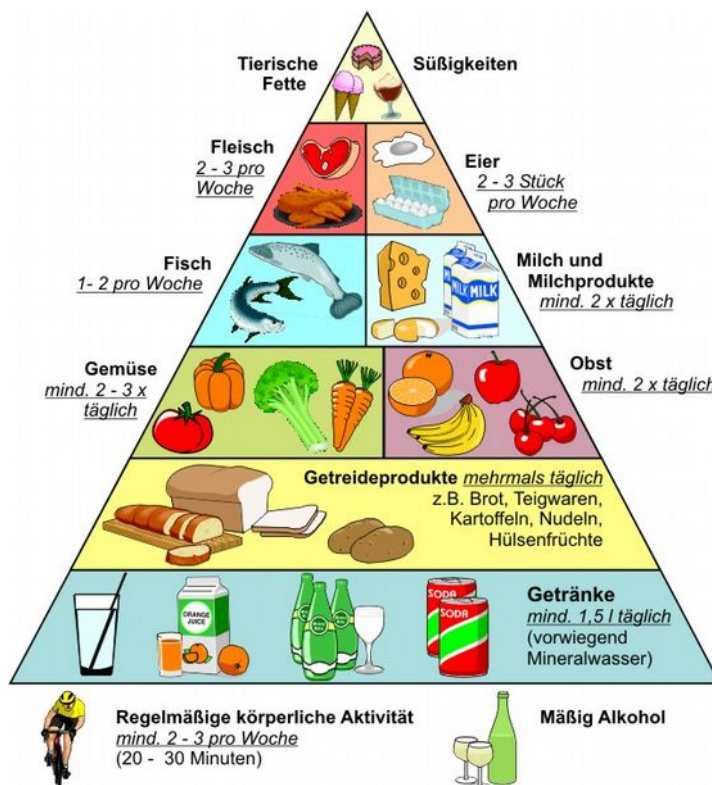 Tierische
Fette
Süßigkeiten
Fleisch
2 - 3 pro
Woche
Eier
2 - 3 Stück
pro Woche
Fisch
1- 2 pro Woche
Milch und
Milchprodukte
mind. 2 x täglich
MILK
MILK
Gemüse
mind. 2 - 3 x
täglich
Obst
mind. 2 x täglich
Getreideprodukte mehrmals täglich
z.B. Brot, Teigwaren,
Kartoffeln, Nudeln,
Hülsenfrüchte
ORANGE
JUICE
SODA
SODA
Getränke
mind. 1,5 l täglich
(vorwiegend
Mineralwasser)
Regelmäßige körperliche Aktivität
mind. 2 - 3 pro Woche
(20 - 30 Minuten)
Mäßig Alkohol